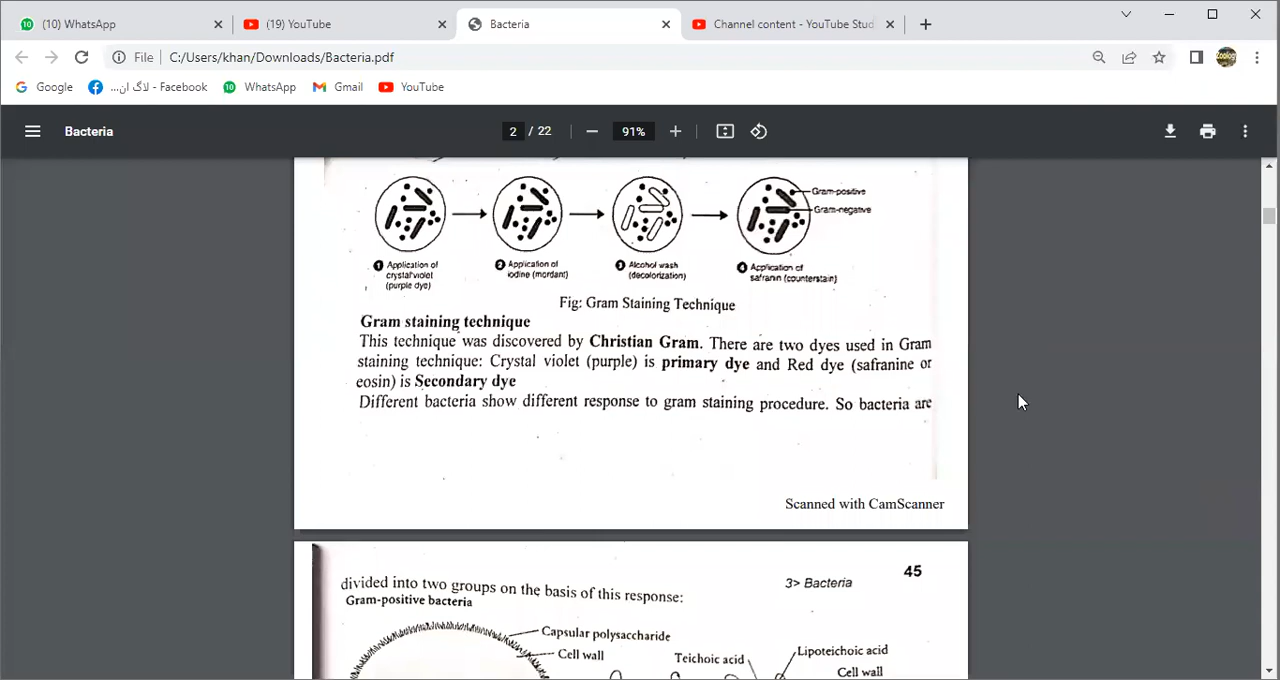 (10) WhatsApp
(19) YouTube
Bacteria
Channel content - YouTube Stud
File
C:/Users/khan/Downloads/Bacteria.pdf
Google
لاگ ان... - Facebook
10
WhatsApp
Gmail
YouTube
Bacteria
2 / 22
91%
Gram-positive
Gram-negative
1 Application of
crystal violet
(purple dye)
2 Application of
iodine (mordant)
3 Alcohol wash
(decolorization)
4 Application of
safranin (counterstain)
Fig: Gram Staining Technique
Gram staining technique
This technique was discovered by Christian Gram. There are two dyes used in Gram
staining technique: Crystal violet (purple) is primary dye and Red dye (safranine or
eosin) is Secondary dye
Different bacteria show different response to gram staining procedure. So bacteria are
Scanned with CamScanner
45
3> Bacteria
divided into two groups on the basis of this response:
Gram-positive bacteria
Capsular polysaccharide
Cell wall
Teichoic acid
Lipoteichoic acid
Cell wall